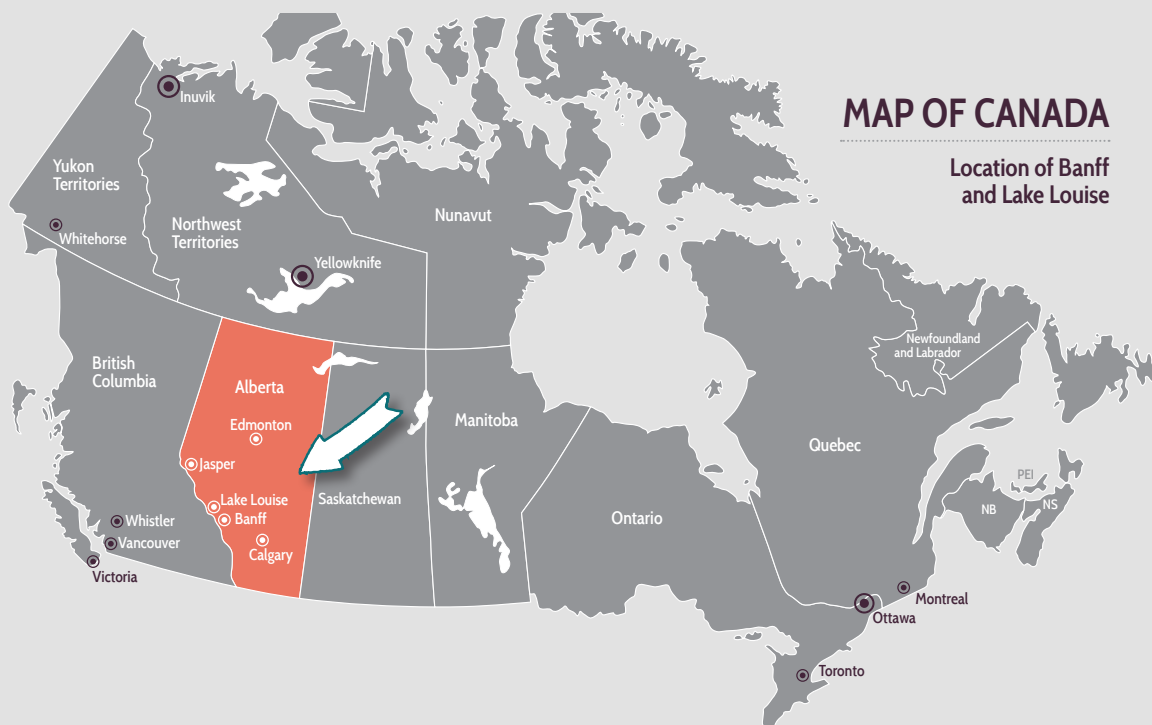 MAP OF CANADA
Location of Banff
and Lake Louise
Inuvik
Yukon
Territories
Whitehorse
Northwest
Territories
Nunavut
Yellowknife
British
Columbia
Alberta
Edmonton
Jasper
Lake Louise
Banff
Calgary
Saskatchewan
Manitoba
Whistler
Vancouver
Victoria
Ontario
Quebec
Newfoundland
and Labrador
PEI
NB
NS
Montreal
Ottawa
Toronto